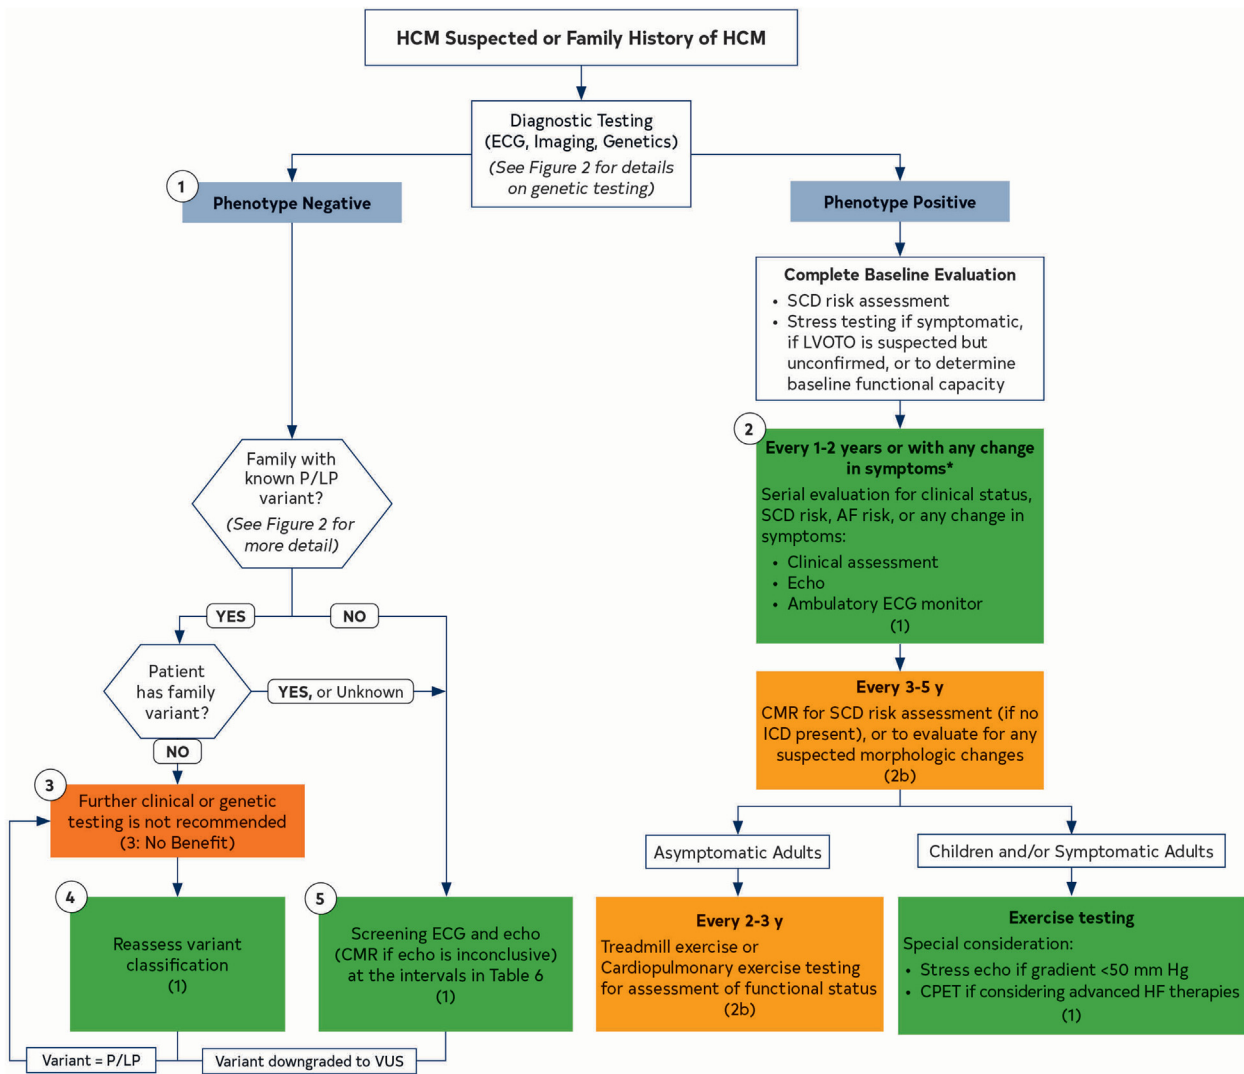 HCM Suspected or Family History of HCM
Diagnostic Testing
(ECG, Imaging, Genetics)
(See Figure 2 for details
on genetic testing)
1
Phenotype Negative
Phenotype Positive
Complete Baseline Evaluation
• SCD risk assessment
• Stress testing if symptomatic,
if LVOTO is suspected but
unconfirmed, or to determine
baseline functional capacity
Family with
known P/LP
variant?
(See Figure 2 for
more detail)
YES
NO
Patient
has family
variant?
YES, or Unknown
NO
3
Further clinical or genetic
testing is not recommended
(3: No Benefit)
4
Reassess variant
classification
(1)
5
Screening ECG and echo
(CMR if echo is inconclusive)
at the intervals in Table 6
(1)
Variant = P/LP
Variant downgraded to VUS
2
Every 1-2 years or with any change
in symptoms*
Serial evaluation for clinical status,
SCD risk, AF risk, or any change in
symptoms:
• Clinical assessment
• Echo
• Ambulatory ECG monitor
(1)
Every 3-5 y
CMR for SCD risk assessment (if no
ICD present), or to evaluate for any
suspected morphologic changes
(2b)
Asymptomatic Adults
Children and/or Symptomatic Adults
Every 2-3 y
Treadmill exercise or
Cardiopulmonary exercise testing
for assessment of functional status
(2b)
Exercise testing
Special consideration:
• Stress echo if gradient <50 mm Hg
• CPET if considering advanced HF therapies
(1)